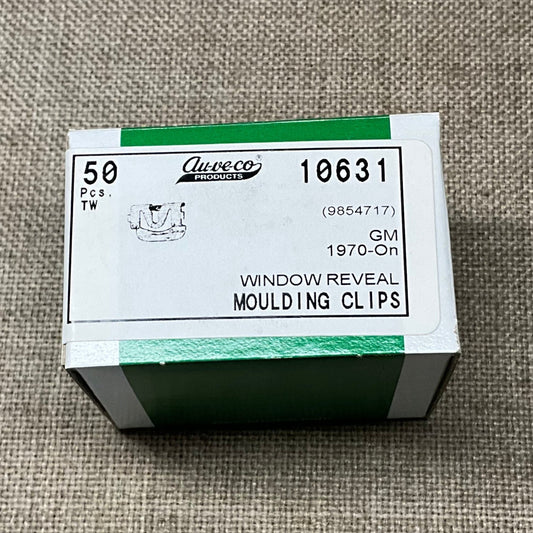 50
Pcs.
TW
au-ve-co®
PRODUCTS
10631
(9854717)
GM
1970-On
WINDOW REVEAL
MOULDING CLIPS